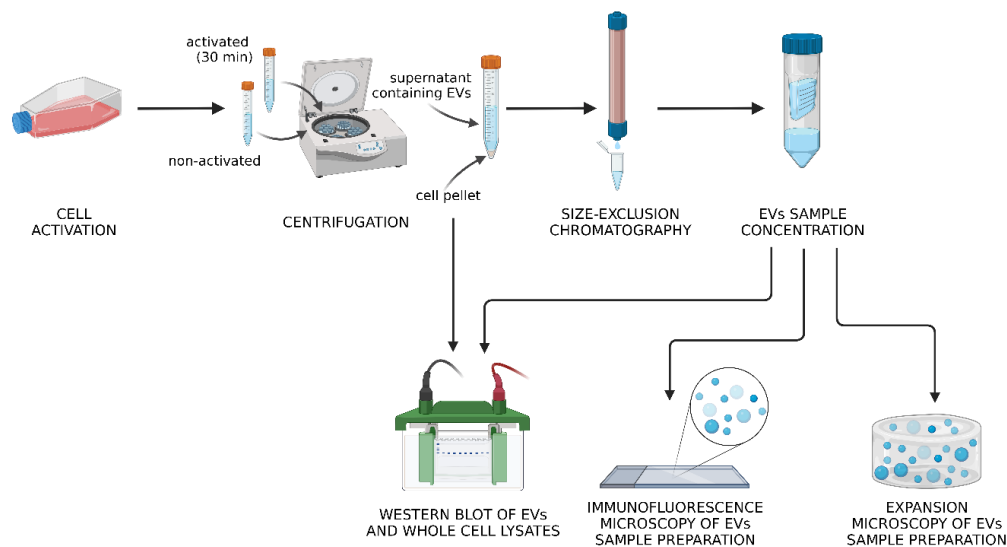 activated
(30 min)
non-activated
supernatant
containing EVs
cell pellet
CELL
ACTIVATION
CENTRIFUGATION
SIZE-EXCLUSION
CHROMATOGRAPHY
EVs SAMPLE
CONCENTRATION
WESTERN BLOT OF EVs
AND WHOLE CELL LYSATES
IMMUNOFLUORESCENCE
MICROSCOPY OF EVs
SAMPLE PREPARATION
EXPANSION
MICROSCOPY OF EVs
SAMPLE PREPARATION